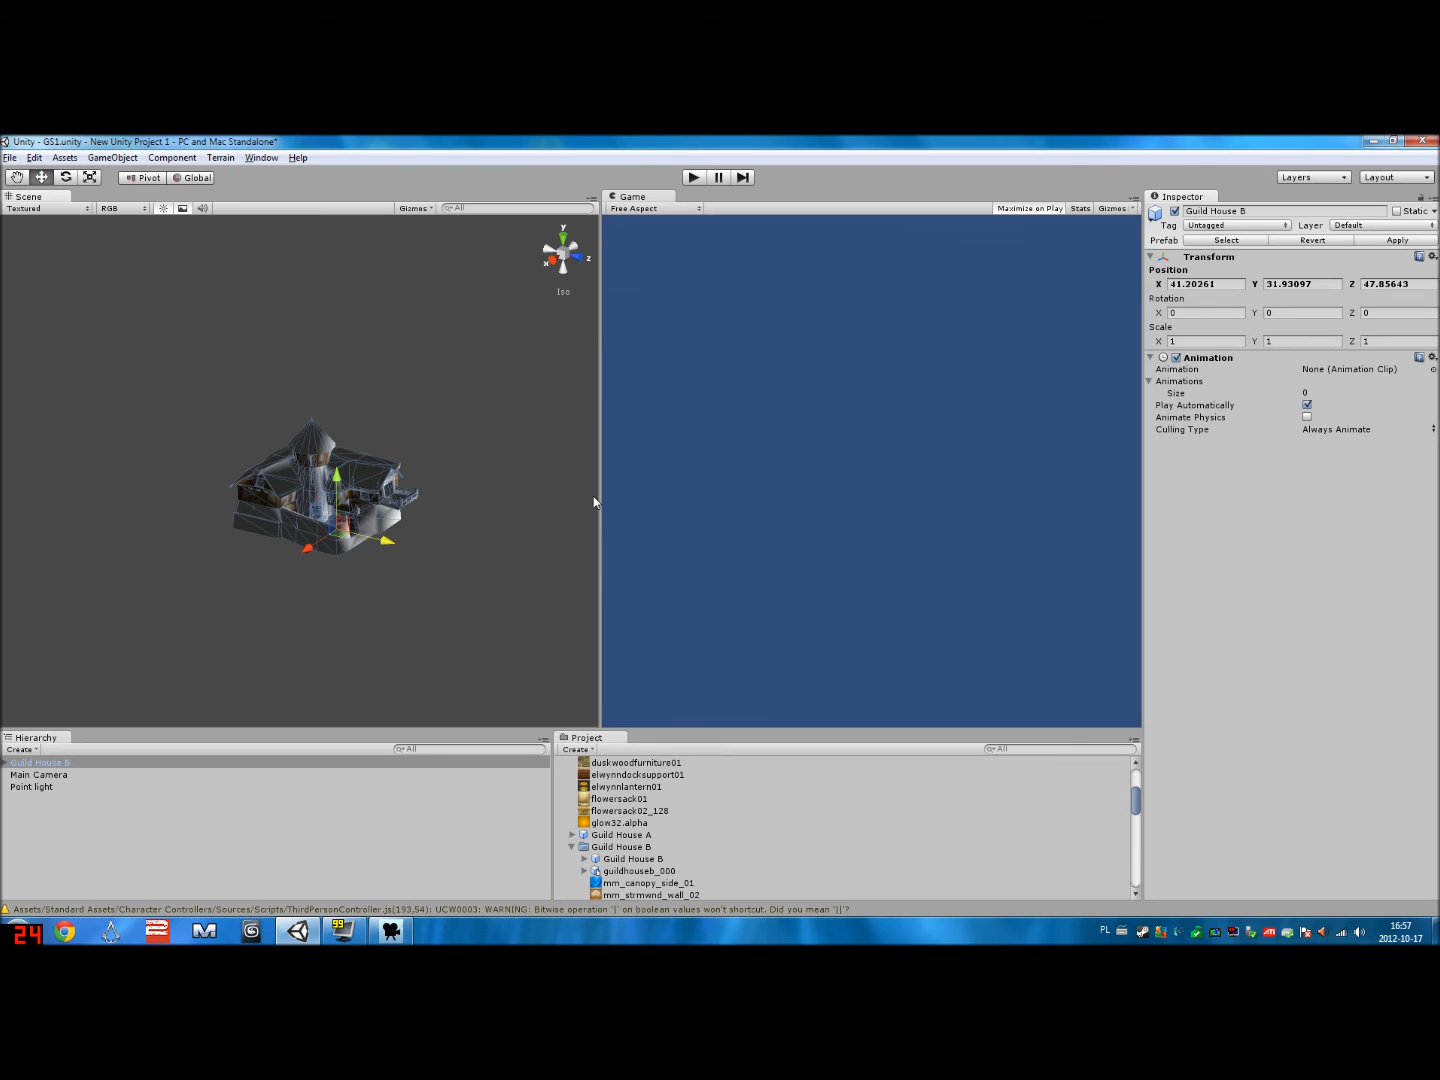 Unity - GS1.unity - New Unity Project 1 - PC and Mac Standalone*
File Edit Assets GameObject Component Terrain Window Help
Pivot Global Layers Layout
Scene
Textured RGB Gizmos All
y
x z
Iso
Game
Free Aspect Maximize on Play Stats Gizmos
Inspector
Guild House B Static
Tag Untagged Layer Default
Prefab Select Revert Apply
Transform
Position
X 41.20261 Y 31.93097 Z 47.85643
Rotation
X 0 Y 0 Z 0
Scale
X 1 Y 1 Z 1
Animation
Animation None (Animation Clip)
Animations
Size 0
Play Automatically
Animate Physics
Culling Type Always Animate
Hierarchy
Create All
Guild House B
Main Camera
Point light
Project
Create All
duskwoodfurniture01
elwynndocksupport01
elwynnlantern01
flowersack01
flowersack02_128
glow32.alpha
Guild House A
Guild House B
Guild House B
guildhouseb_000
mm_canopy_side_01
mm_strmwnd_wall_02
Assets/Standard Assets/Character Controllers/Sources/Scripts/ThirdPersonController.js(193,54): UCW0003: WARNING: Bitwise operation '|' on boolean values won't shortcut. Did you mean '||'?
24
99
PL
16:57
2012-10-17